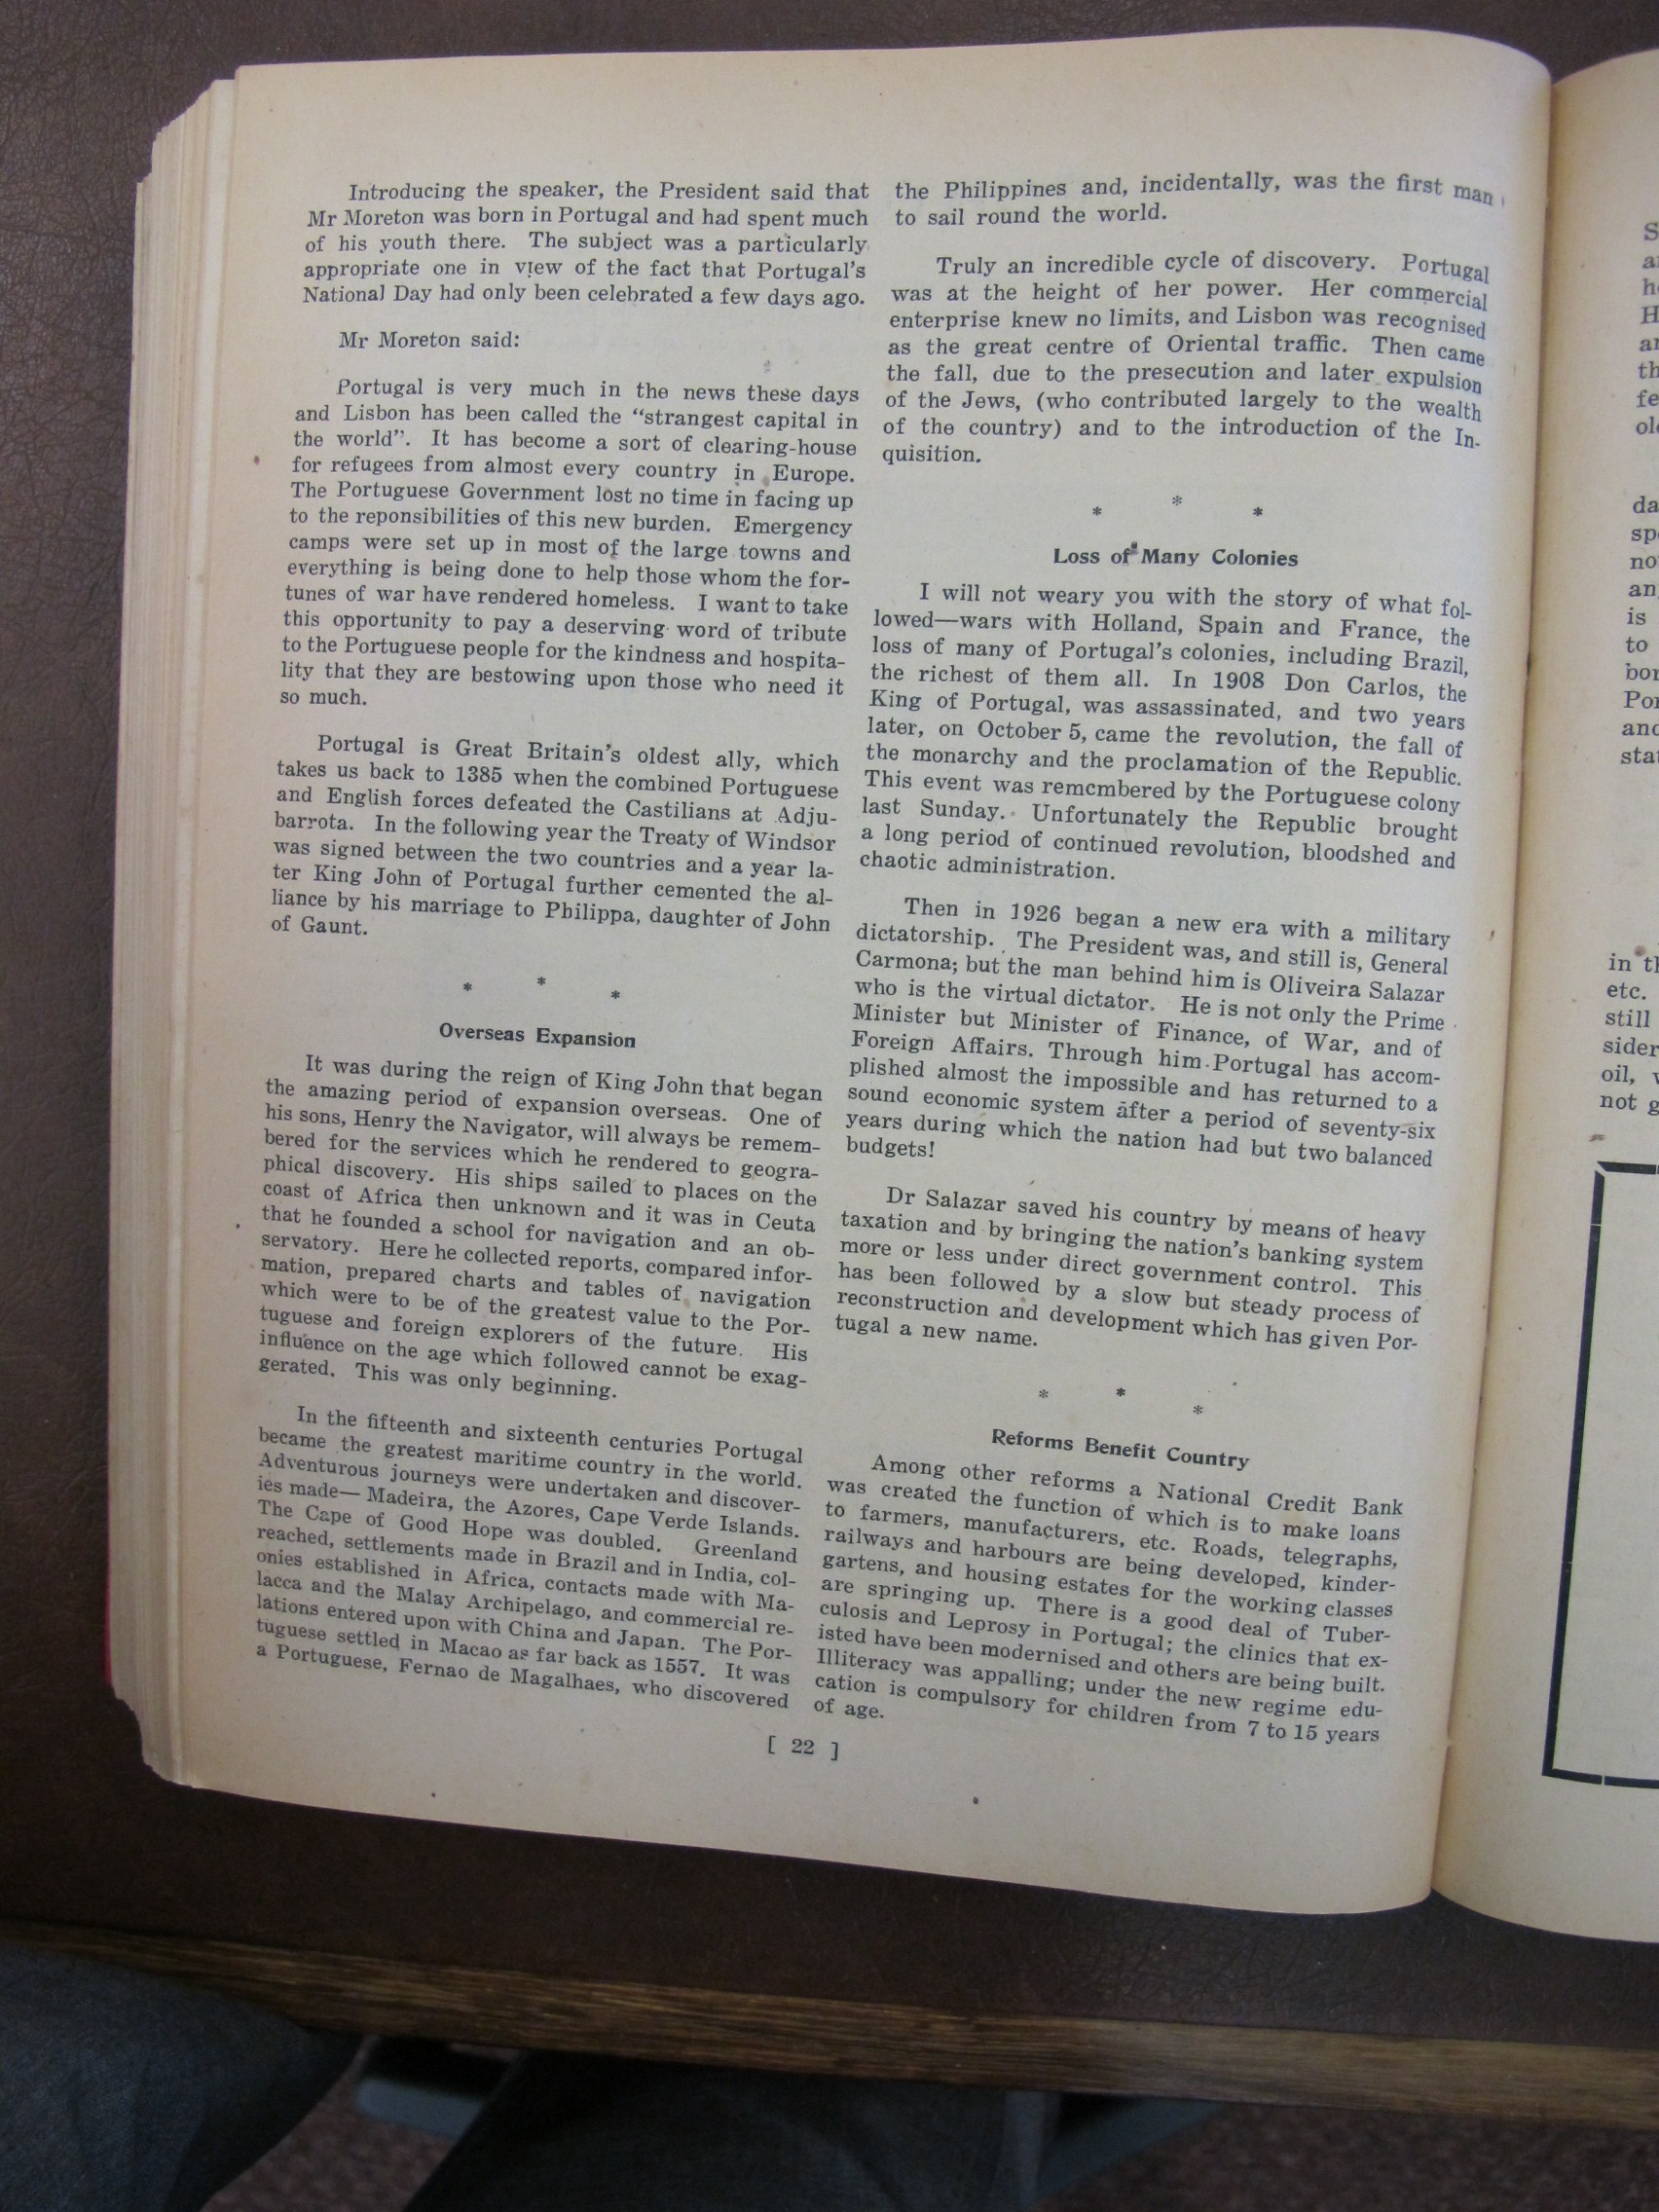 Introducing the speaker, the President said that
Mr Moreton was born in Portugal and had spent much
of his youth there. The subject was a particularly
appropriate one in view of the fact that Portugal's
National Day had only been celebrated a few days ago.
Mr Moreton said:
Portugal is very much in the news these days
and Lisbon has been called the "strangest capital in
the world". It has become a sort of clearing-house
for refugees from almost every country in Europe.
The Portuguese Government lost no time in facing up
to the reponsibilities of this new burden. Emergency
camps were set up in most of the large towns and
everything is being done to help those whom the for-
tunes of war have rendered homeless. I want to take
this opportunity to pay a deserving word of tribute
to the Portuguese people for the kindness and hospita-
lity that they are bestowing upon those who need it
so much.
Portugal is Great Britain's oldest ally, which
takes us back to 1385 when the combined Portuguese
and English forces defeated the Castilians at Adju-
barrota. In the following year the Treaty of Windsor
was signed between the two countries and a year la-
ter King John of Portugal further cemented the al-
liance by his marriage to Philippa, daughter of John
of Gaunt.
* * *
Overseas Expansion
It was during the reign of King John that began
the amazing period of expansion overseas. One of
his sons, Henry the Navigator, will always be remem-
bered for the services which he rendered to geogra-
phical discovery. His ships sailed to places on the
coast of Africa then unknown and it was in Ceuta
that he founded a school for navigation and an ob-
servatory. Here he collected reports, compared infor-
mation, prepared charts and tables of navigation
which were to be of the greatest value to the Por-
tuguese and foreign explorers of the future. His
influence on the age which followed cannot be exag-
gerated. This was only beginning.
In the fifteenth and sixteenth centuries Portugal
became the greatest maritime country in the world.
Adventurous journeys were undertaken and discover-
ies made— Madeira, the Azores, Cape Verde Islands.
The Cape of Good Hope was doubled. Greenland
reached, settlements made in Brazil and in India, col-
onies established in Africa, contacts made with Ma-
lacca and the Malay Archipelago, and commercial re-
lations entered upon with China and Japan. The Por-
tuguese settled in Macao as far back as 1557. It was
a Portuguese, Fernao de Magalhaes, who discovered
the Philippines and, incidentally, was the first man
to sail round the world.
Truly an incredible cycle of discovery. Portugal
was at the height of her power. Her commercial
enterprise knew no limits, and Lisbon was recognised
as the great centre of Oriental traffic. Then came
the fall, due to the presecution and later expulsion
of the Jews, (who contributed largely to the wealth
of the country) and to the introduction of the In-
quisition.
* * *
Loss of Many Colonies
I will not weary you with the story of what fol-
lowed—wars with Holland, Spain and France, the
loss of many of Portugal's colonies, including Brazil,
the richest of them all. In 1908 Don Carlos, the
King of Portugal, was assassinated, and two years
later, on October 5, came the revolution, the fall of
the monarchy and the proclamation of the Republic.
This event was remcmbered by the Portuguese colony
last Sunday. Unfortunately the Republic brought
a long period of continued revolution, bloodshed and
chaotic administration.
Then in 1926 began a new era with a military
dictatorship. The President was, and still is, General
Carmona; but the man behind him is Oliveira Salazar
who is the virtual dictator. He is not only the Prime
Minister but Minister of Finance, of War, and of
Foreign Affairs. Through him Portugal has accom-
plished almost the impossible and has returned to a
sound economic system after a period of seventy-six
years during which the nation had but two balanced
budgets!
Dr Salazar saved his country by means of heavy
taxation and by bringing the nation's banking system
more or less under direct government control. This
has been followed by a slow but steady process of
reconstruction and development which has given Por-
tugal a new name.
* * *
Reforms Benefit Country
Among other reforms a National Credit Bank
was created the function of which is to make loans
to farmers, manufacturers, etc. Roads, telegraphs,
railways and harbours are being developed, kinder-
gartens, and housing estates for the working classes
are springing up. There is a good deal of Tuber-
culosis and Leprosy in Portugal; the clinics that ex-
isted have been modernised and others are being built.
Illiteracy was appalling; under the new regime edu-
cation is compulsory for children from 7 to 15 years
of age.
[ 22 ]
da
no
is
to
in
etc.
still
oil,
not